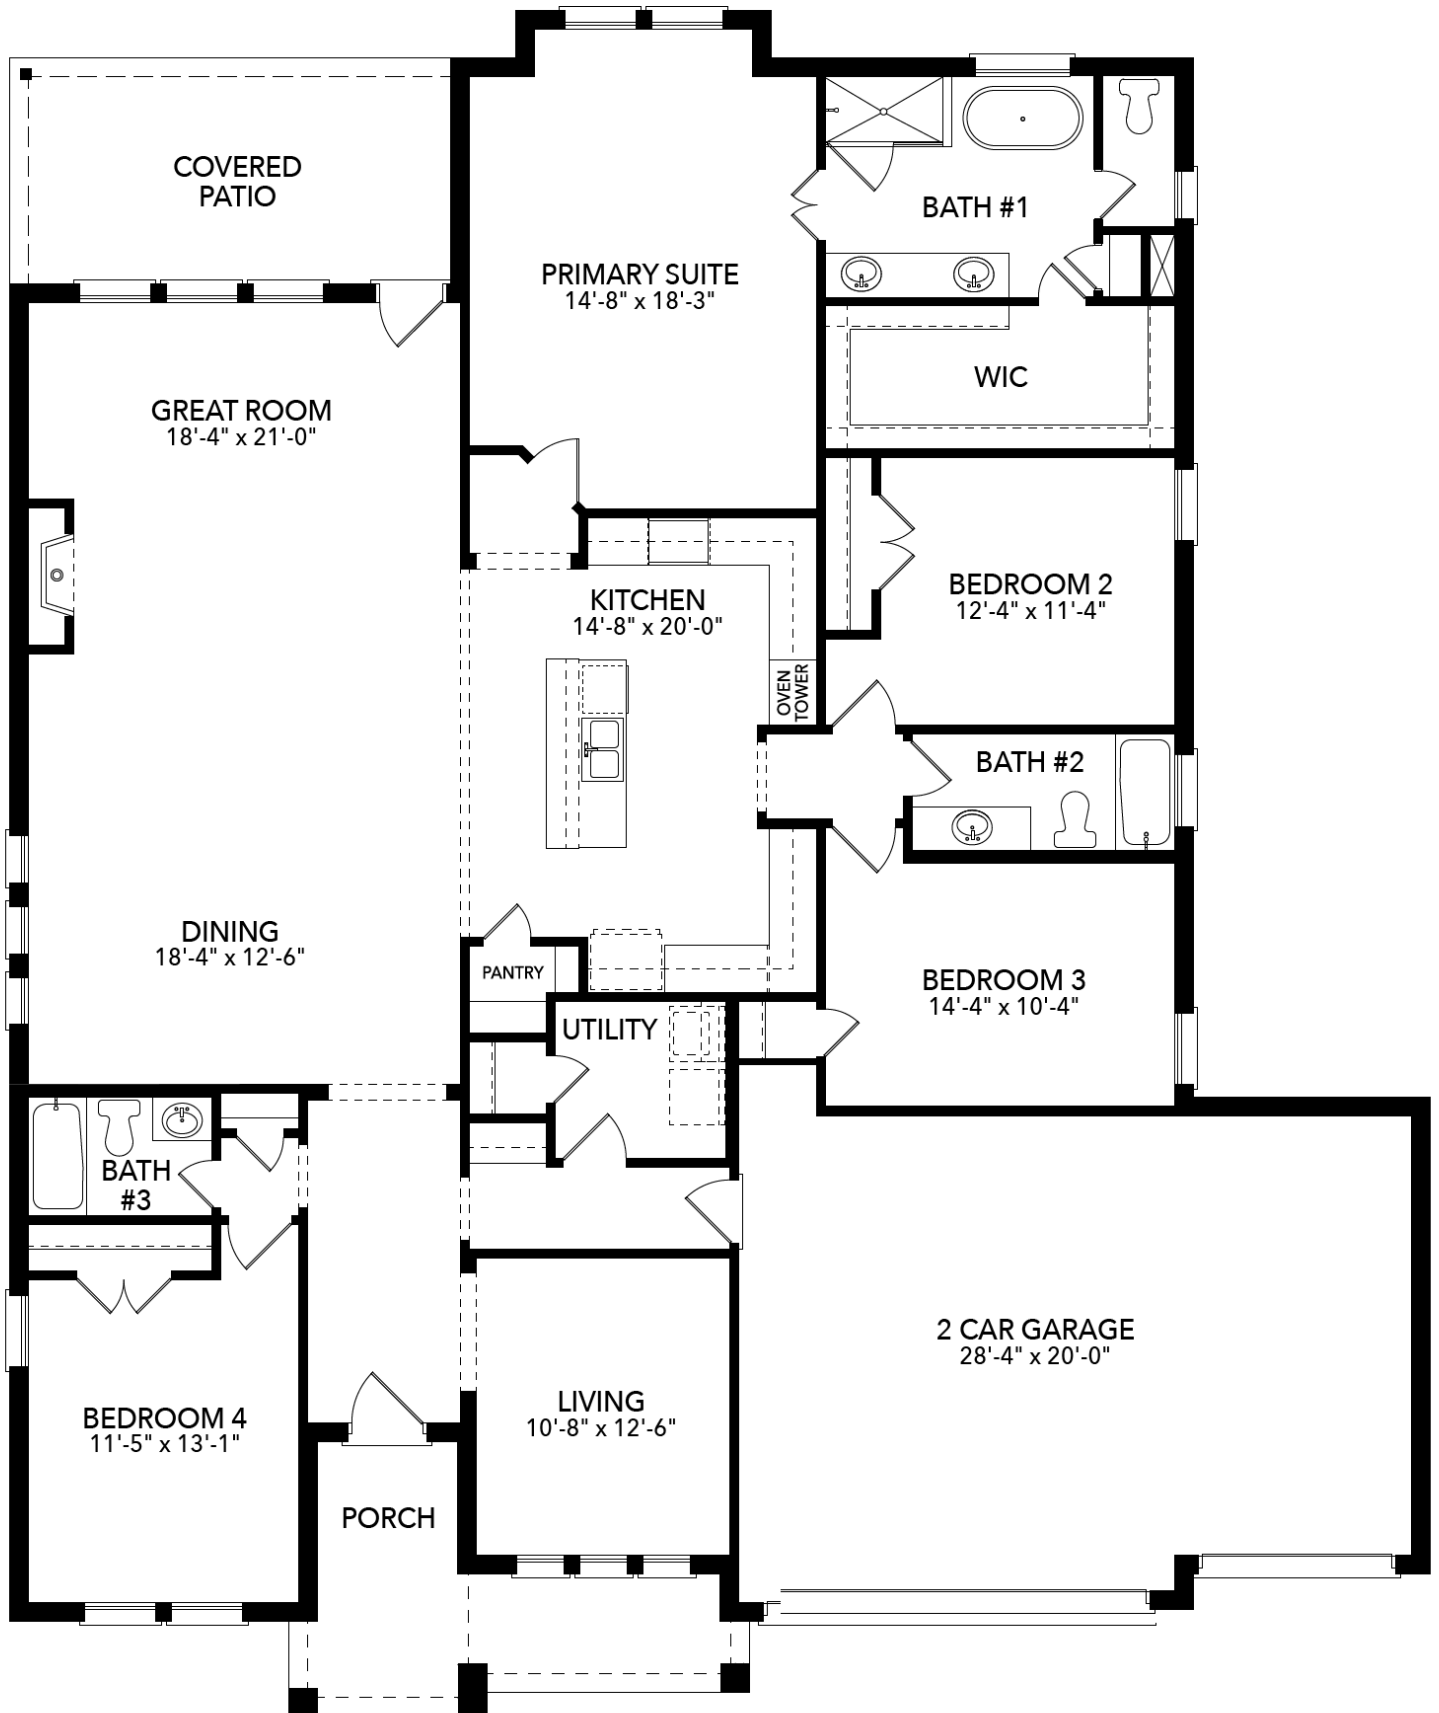 COVERED
PATIO
BATH #1
PRIMARY SUITE
14'-8" x 18'-3"
WIC
GREAT ROOM
18'-4" x 21'-0"
KITCHEN
14'-8" x 20'-0"
BEDROOM 2
12'-4" x 11'-4"
OVEN
TOWER
BATH #2
DINING
18'-4" x 12'-6"
PANTRY
BEDROOM 3
14'-4" x 10'-4"
UTILITY
BATH
#3
2 CAR GARAGE
28'-4" x 20'-0"
LIVING
10'-8" x 12'-6"
BEDROOM 4
11'-5" x 13'-1"
PORCH